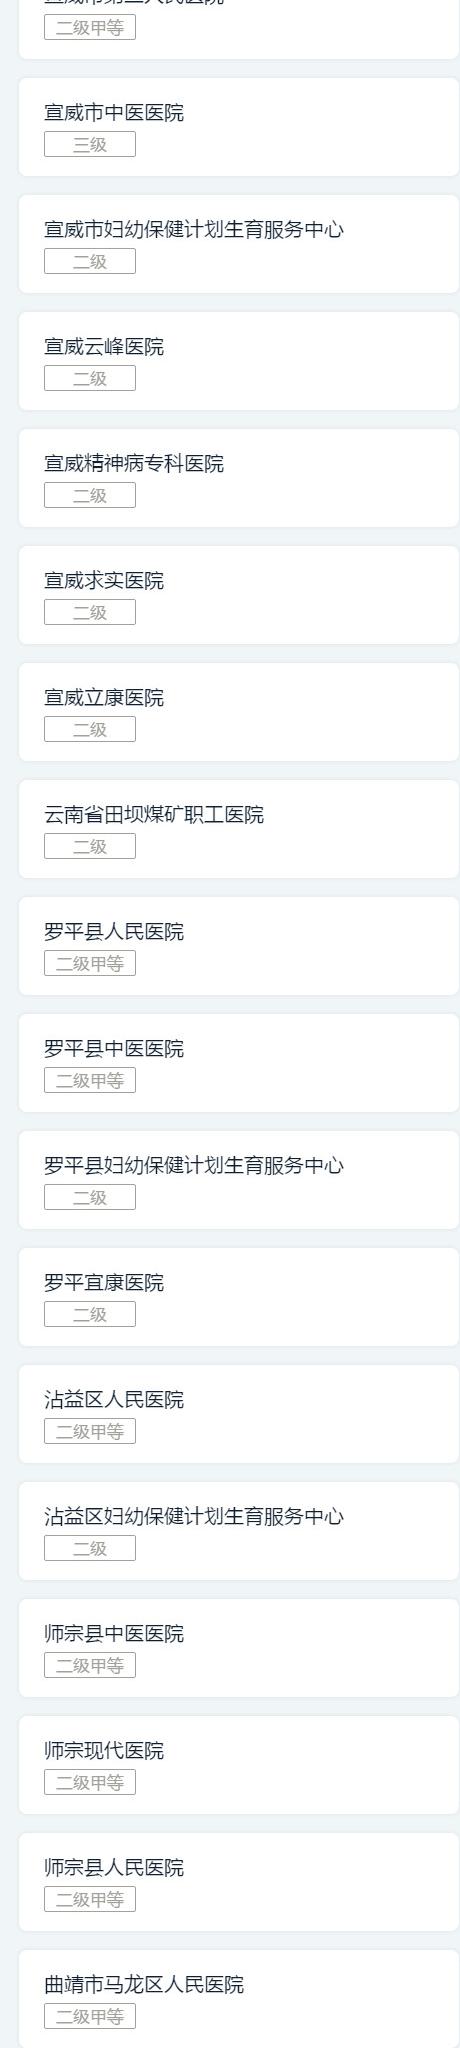 二级甲等
宣威市中医医院
三级
宣威市妇幼保健计划生育服务中心
二级
宣威云峰医院
二级
宣威精神病专科医院
二级
宣威求实医院
二级
宣威立康医院
二级
云南省田坝煤矿职工医院
二级
罗平县人民医院
二级甲等
罗平县中医医院
二级甲等
罗平县妇幼保健计划生育服务中心
二级
罗平宜康医院
二级
沾益区人民医院
二级甲等
沾益区妇幼保健计划生育服务中心
二级
师宗县中医医院
二级甲等
师宗现代医院
二级甲等
师宗县人民医院
二级甲等
曲靖市马龙区人民医院
二级甲等